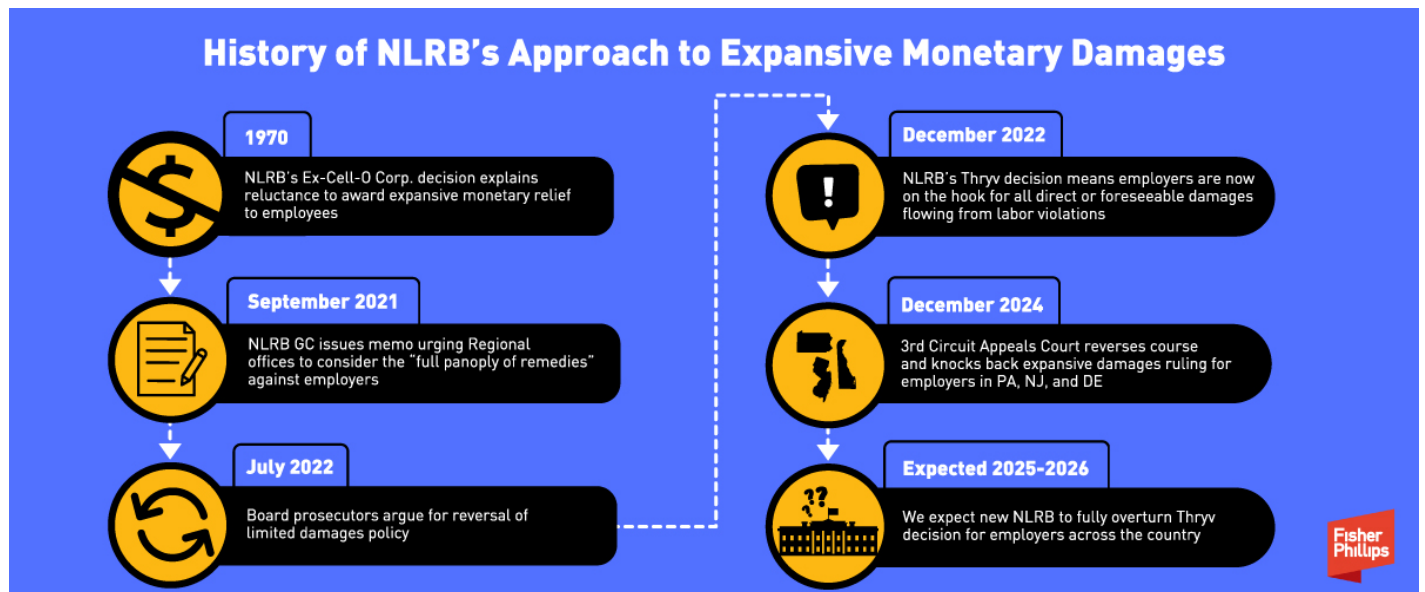 History of NLRB's Approach to Expansive Monetary Damages
1970
NLRB's Ex-Cell-O Corp. decision explains
reluctance to award expansive monetary relief
to employees
September 2021
NLRB GC issues memo urging Regional
offices to consider the “full panoply of remedies”
against employers
July 2022
Board prosecutors argue for reversal of
limited damages policy
December 2022
NLRB's Thryv decision means employers are now
on the hook for all direct or foreseeable damages
flowing from labor violations
December 2024
3rd Circuit Appeals Court reverses course
and knocks back expansive damages ruling for
employers in PA, NJ, and DE
Expected 2025-2026
We expect new NLRB to fully overturn Thryv
decision for employers across the country
Fisher
Phillips